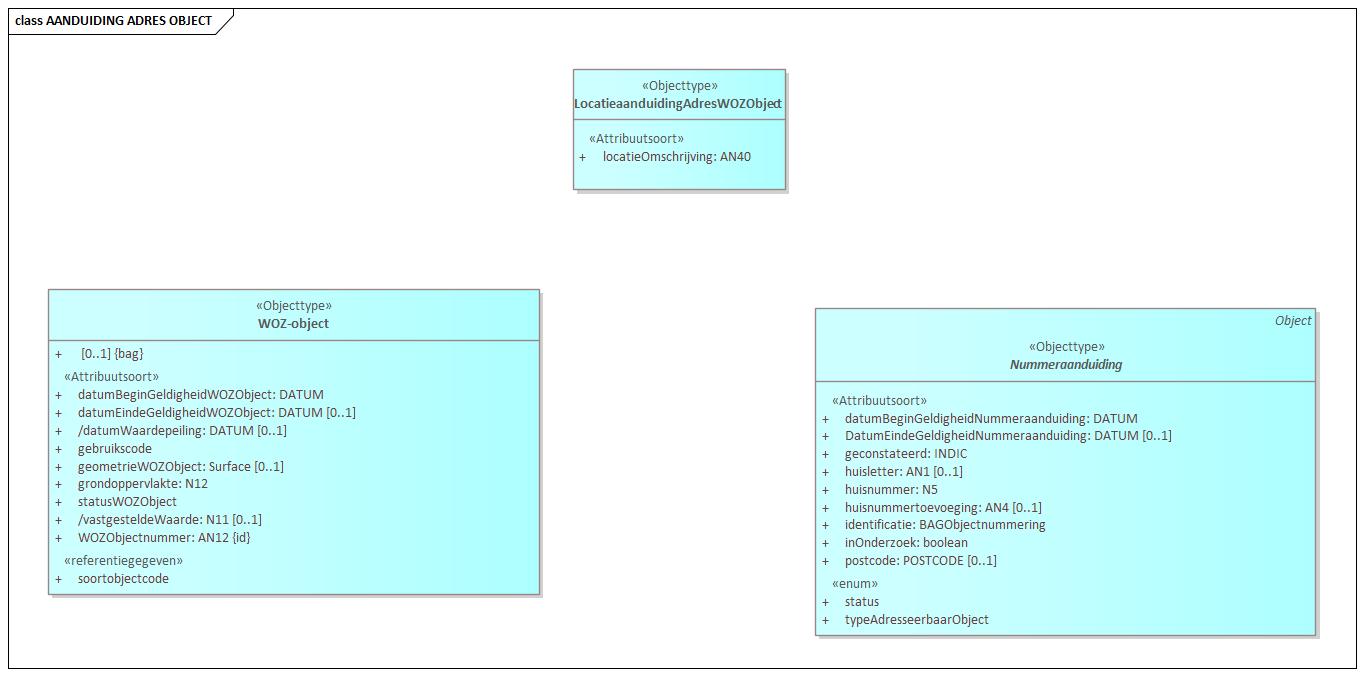 class AANDUIDING ADRES OBJECT
«Objecttype»
LocatieaanduidingAdresWOZObject
«Attribuutsoort»
+ locatieOmschrijving: AN40
«Objecttype»
WOZ-object
+ [0..1] {bag}
«Attribuutsoort»
+ datumBeginGeldigheidWOZObject: DATUM
+ datumEindeGeldigheidWOZObject: DATUM [0..1]
+ /datumWaardepeiling: DATUM [0..1]
+ gebruikscode
+ geometrieWOZObject: Surface [0..1]
+ grondoppervlakte: N12
+ statusWOZObject
+ /vastgesteldeWaarde: N11 [0..1]
+ WOZObjectnummer: AN12 {id}
«referentiegegeven»
+ soortobjectcode
Object
«Objecttype»
Nummeraanduiding
«Attribuutsoort»
+ datumBeginGeldigheidNummeraanduiding: DATUM
+ DatumEindeGeldigheidNummeraanduiding: DATUM [0..1]
+ geconstateerd: INDIC
+ huisletter: AN1 [0..1]
+ huisnummer: N5
+ huisnummertoevoeging: AN4 [0..1]
+ identificatie: BAGObjectnummering
+ inOnderzoek: boolean
+ postcode: POSTCODE [0..1]
«enum»
+ status
+ typeAdresseerbaarObject